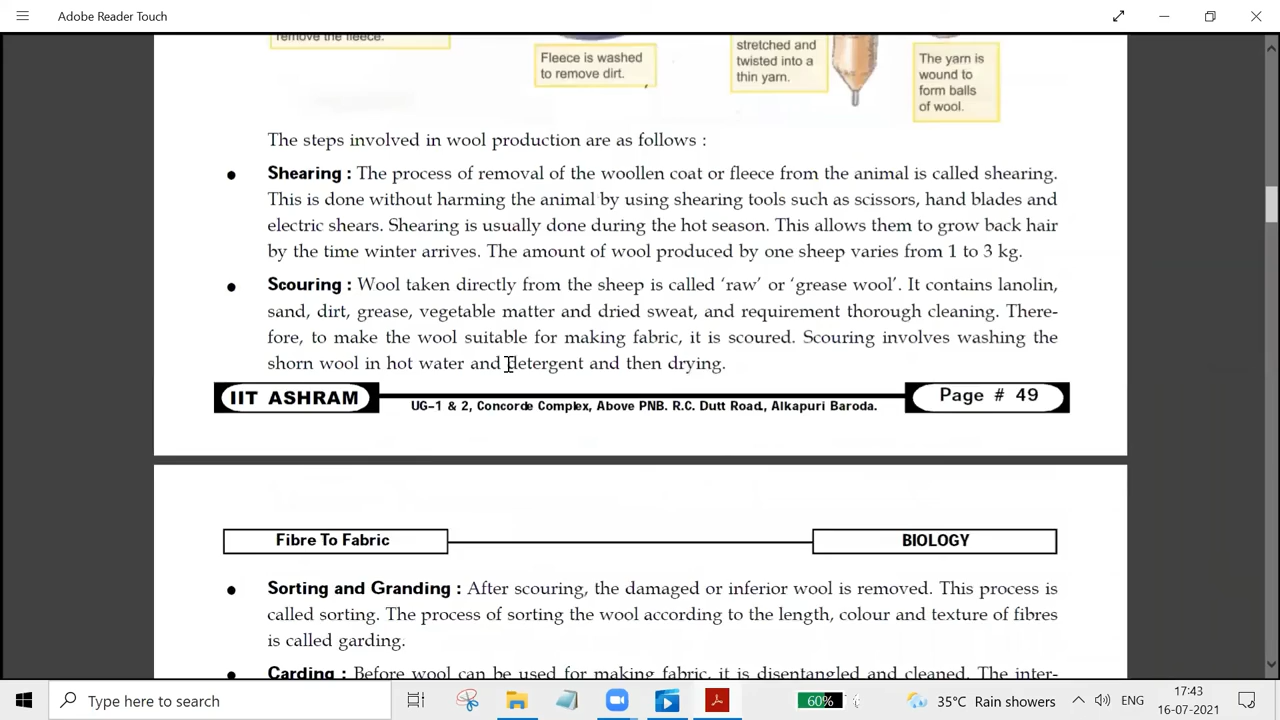 Adobe Reader Touch
remove the fleece.
Fleece is washed
to remove dirt.
stretched and
twisted into a
thin yarn.
The yarn is
wound to
form balls
of wool.
The steps involved in wool production are as follows :
● Shearing : The process of removal of the woollen coat or fleece from the animal is called shearing.
This is done without harming the animal by using shearing tools such as scissors, hand blades and
electric shears. Shearing is usually done during the hot season. This allows them to grow back hair
by the time winter arrives. The amount of wool produced by one sheep varies from 1 to 3 kg.
● Scouring : Wool taken directly from the sheep is called ‘raw’ or ‘grease wool’. It contains lanolin,
sand, dirt, grease, vegetable matter and dried sweat, and requirement thorough cleaning. There-
fore, to make the wool suitable for making fabric, it is scoured. Scouring involves washing the
shorn wool in hot water and detergent and then drying.
IIT ASHRAM
UG-1 & 2, Concorde Complex, Above PNB. R.C. Dutt Road., Alkapuri Baroda.
Page # 49
Fibre To Fabric
BIOLOGY
● Sorting and Granding : After scouring, the damaged or inferior wool is removed. This process is
called sorting. The process of sorting the wool according to the length, colour and texture of fibres
is called garding.
● Carding : Before wool can be used for making fabric, it is disentangled and cleaned. The inter-
Type here to search
60%
35°C Rain showers
ENG
17:43
16-07-2021